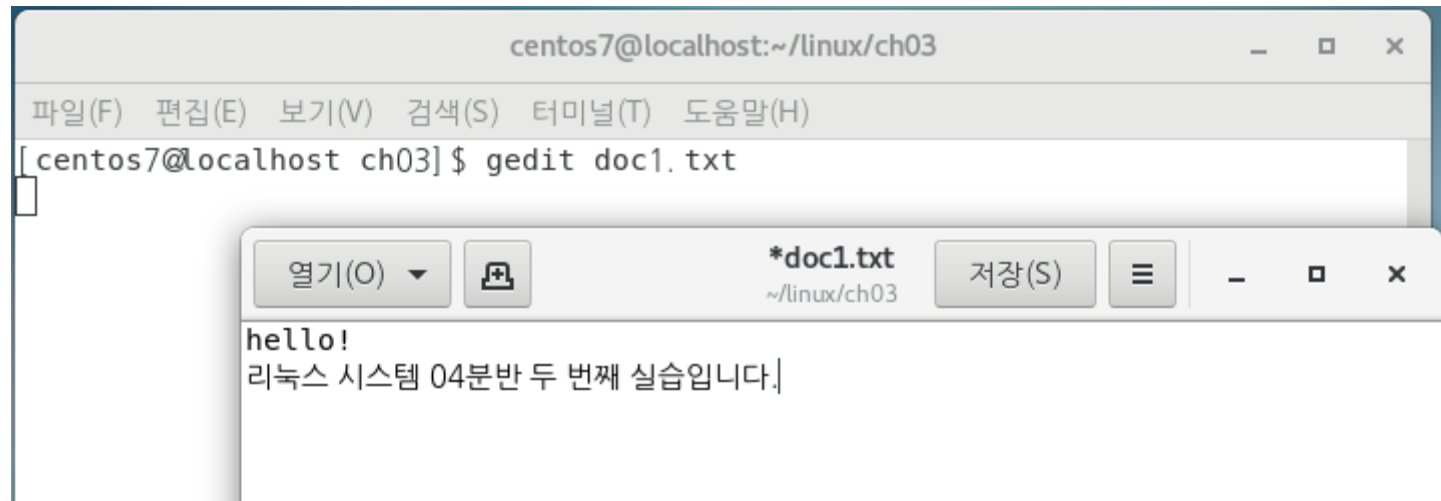 centos7@localhost:~/linux/ch03
파일(F) 편집(E) 보기(V) 검색(S) 터미널(T) 도움말(H)
[centos7@localhost ch03]$ gedit doc1.txt
열기(O) *doc1.txt 저장(S)
~/linux/ch03
hello!
리눅스 시스템 04분반 두 번째 실습입니다.